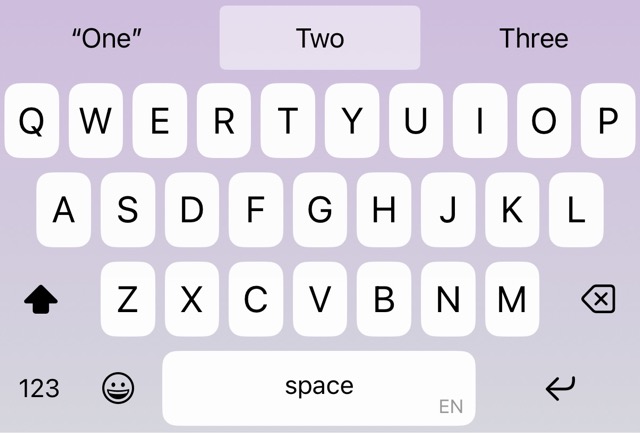 “One” Two Three
Q W E R T Y U I O P
A S D F G H J K L
Z X C V B N M
123 space EN